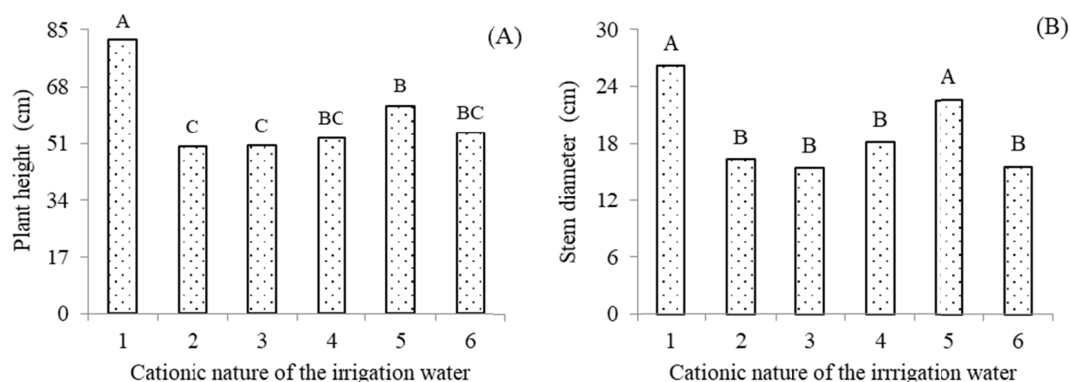 (A)
Plant height (cm)
85
68
51
34
17
0
A
C
C
BC
B
BC
1 2 3 4 5 6
Cationic nature of the irrigation water
(B)
Stem diameter (cm)
30
24
18
12
6
0
A
B
B
B
A
B
1 2 3 4 5 6
Cationic nature of the irrrigation water